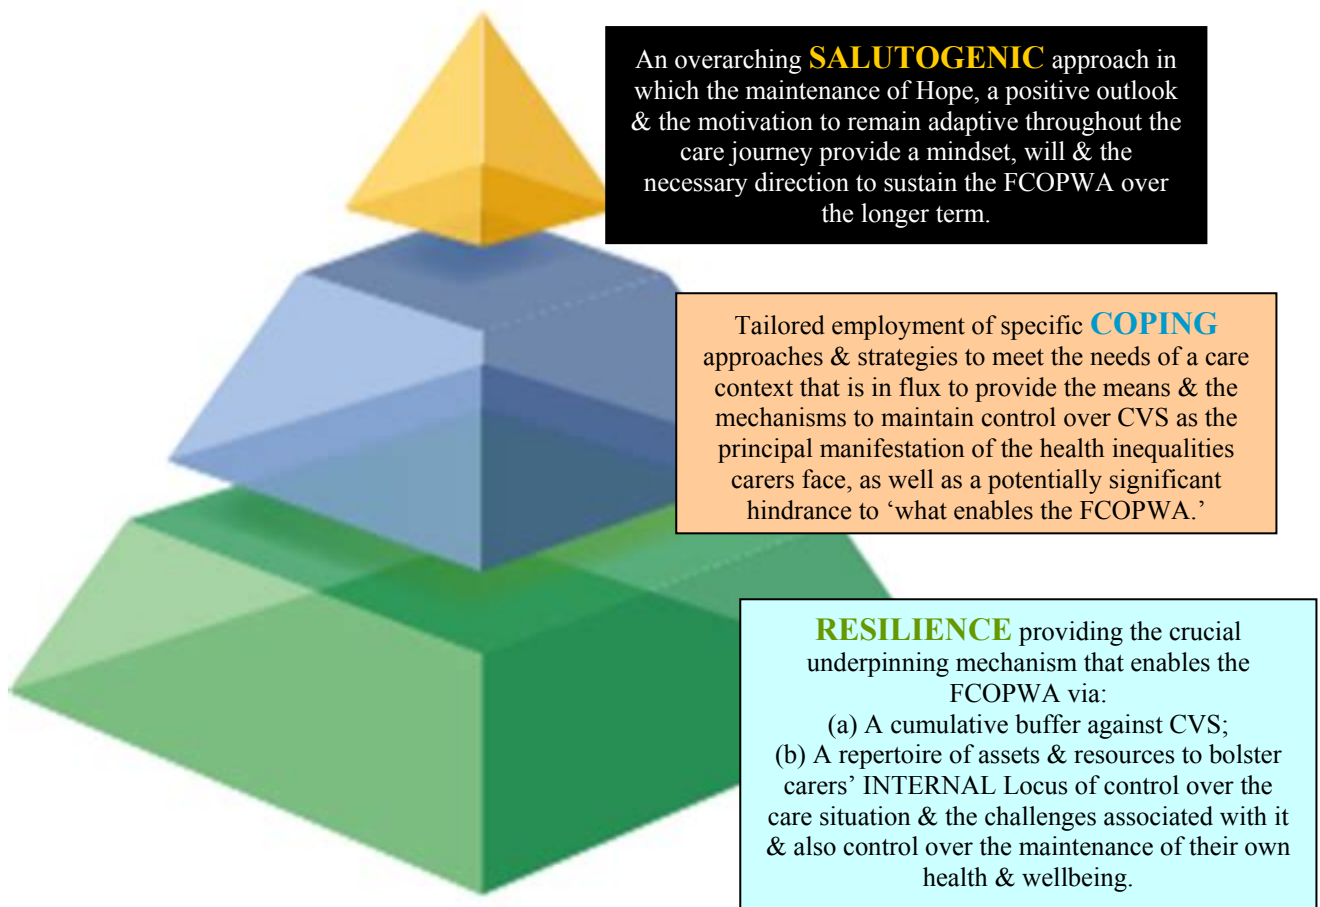 An overarching SALUTOGENIC approach in
which the maintenance of Hope, a positive outlook
& the motivation to remain adaptive throughout the
care journey provide a mindset, will & the
necessary direction to sustain the FCOPWA over
the longer term.
Tailored employment of specific COPING
approaches & strategies to meet the needs of a care
context that is in flux to provide the means & the
mechanisms to maintain control over CVS as the
principal manifestation of the health inequalities
carers face, as well as a potentially significant
hindrance to ‘what enables the FCOPWA.’
RESILIENCE providing the crucial
underpinning mechanism that enables the
FCOPWA via:
(a) A cumulative buffer against CVS;
(b) A repertoire of assets & resources to bolster
carers’ INTERNAL Locus of control over the
care situation & the challenges associated with it
& also control over the maintenance of their own
health & wellbeing.